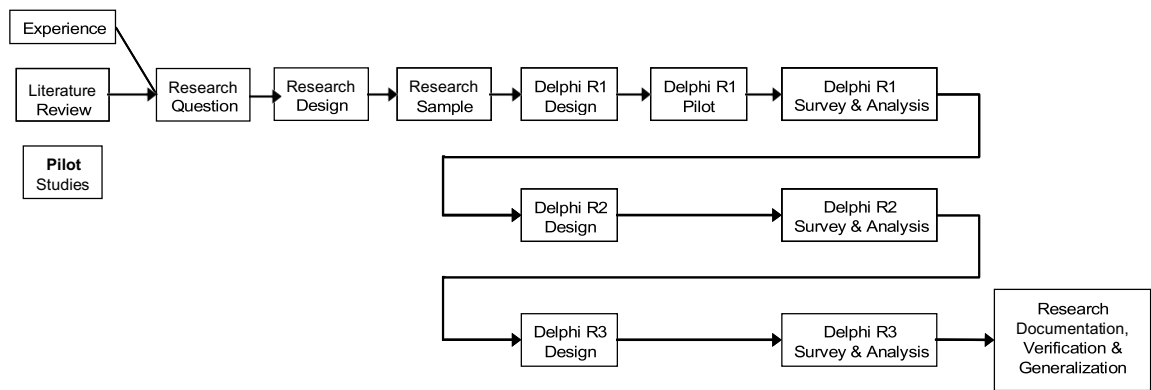 Experience
Literature
Review
Pilot
Studies
Research
Question
Research
Design
Research
Sample
Delphi R1
Design
Delphi R1
Pilot
Delphi R1
Survey & Analysis
Delphi R2
Design
Delphi R2
Survey & Analysis
Delphi R3
Design
Delphi R3
Survey & Analysis
Research
Documentation,
Verification &
Generalization